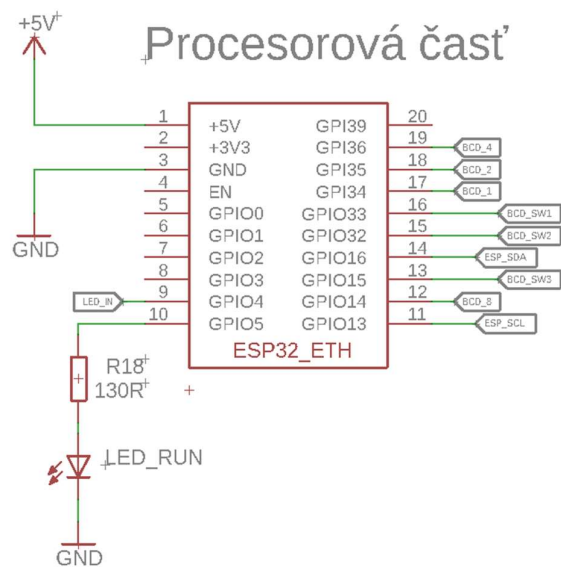 +5V
Procesorová časť
1 +5V GPI39 20
2 +3V3 GPI36 19 BCD_4
3 GND GPI35 18 BCD_2
4 EN GPI34 17 BCD_1
5 GPIO0 GPIO33 16 BCD_SW1
GND 6 GPIO1 GPIO32 15 BCD_SW2
7 GPIO2 GPIO16 14 ESP_SDA
8 GPIO3 GPIO15 13 BCD_SW3
LED_IN 9 GPIO4 GPIO14 12 BCD_8
10 GPIO5 GPIO13 11 ESP_SCL
ESP32_ETH
R18
130R
LED_RUN
GND